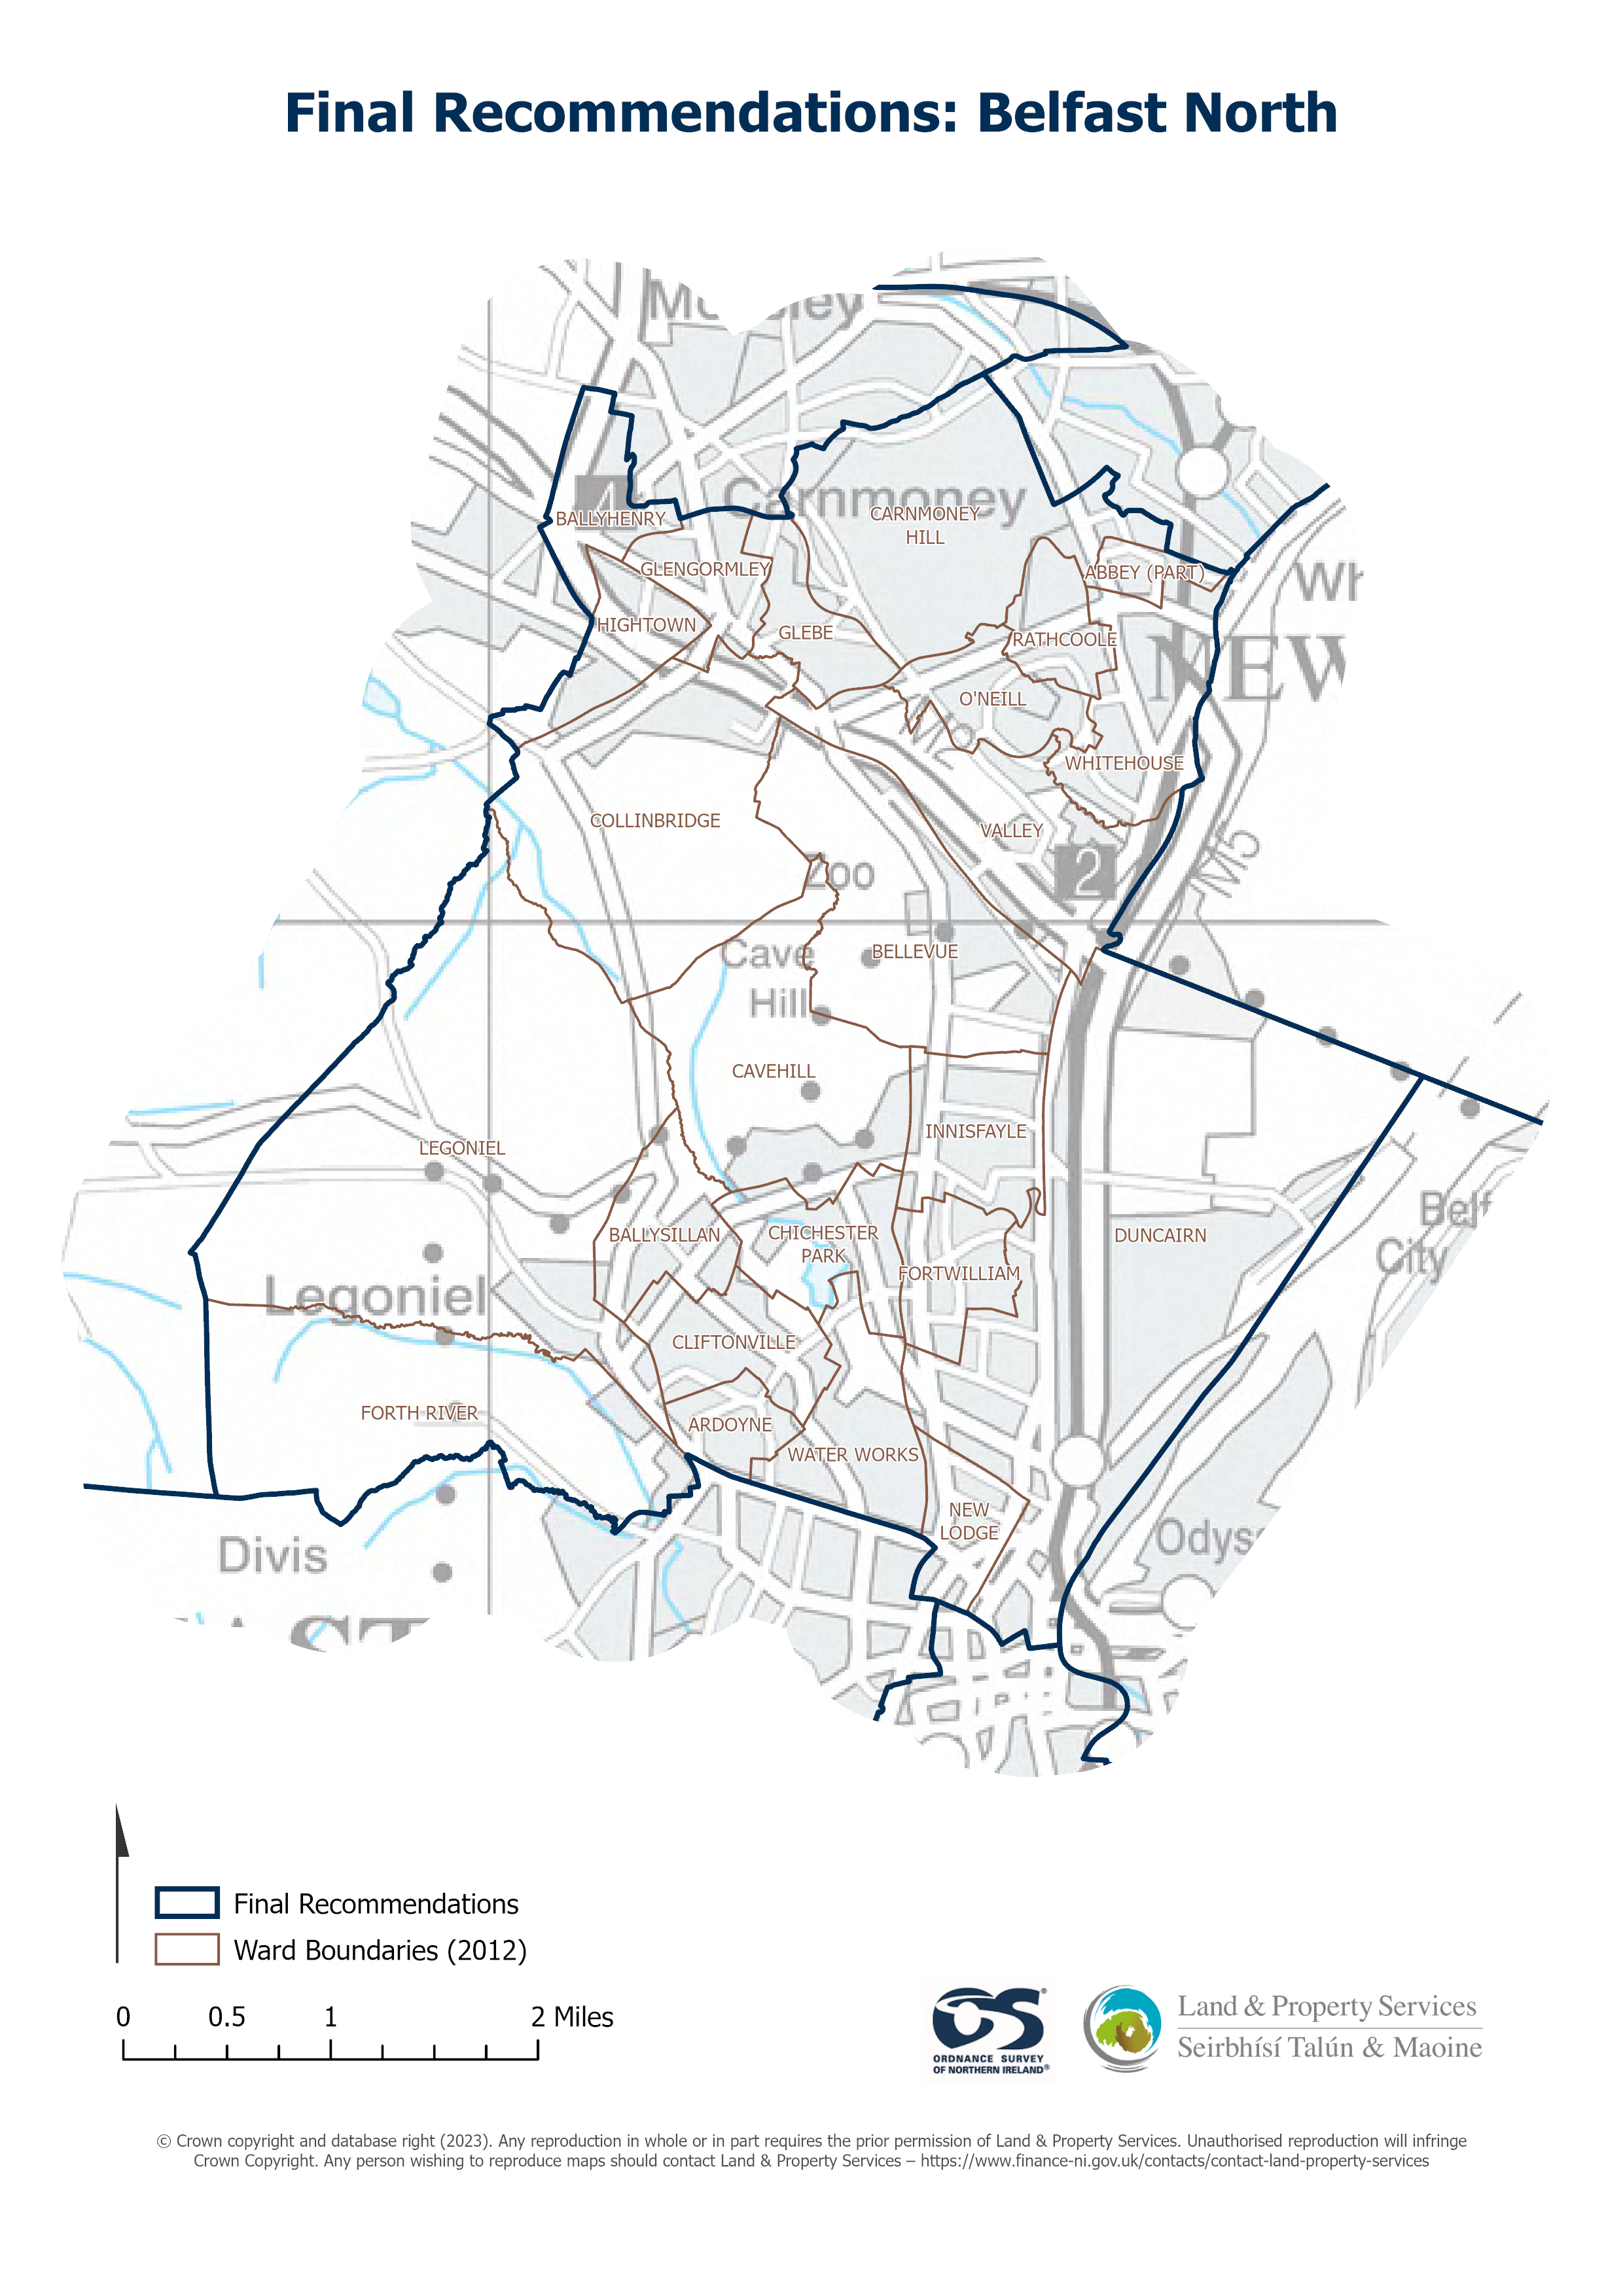 Final Recommendations: Belfast North
Carnmoney
BALLYHENRY
CARNMONEY
HILL
GLENGORMLEY
ABBEY (PART)
HIGHTOWN
GLEBE
RATHCOOLE
O'NEILL
M2
WHITEHOUSE
COLLINBRIDGE
VALLEY
M5
2
Zoo
BELLEVUE
Cave
Hill
CAVEHILL
INNISFAYLE
LEGONIEL
BALLYSILLAN
CHICHESTER
PARK
DUNCAIRN
City
FORTWILLIAM
Legoniel
CLIFTONVILLE
FORTH RIVER
ARDOYNE
WATER WORKS
NEW
LODGE
Divis
Final Recommendations
Ward Boundaries (2012)
0 0.5 1 2 Miles
OS
ORDNANCE SURVEY
OF NORTHERN IRELAND®
Land & Property Services
Seirbhísí Talún & Maoine
© Crown copyright and database right (2023). Any reproduction in whole or in part requires the prior permission of Land & Property Services. Unauthorised reproduction will infringe
Crown Copyright. Any person wishing to reproduce maps should contact Land & Property Services – https://www.finance-ni.gov.uk/contacts/contact-land-property-services